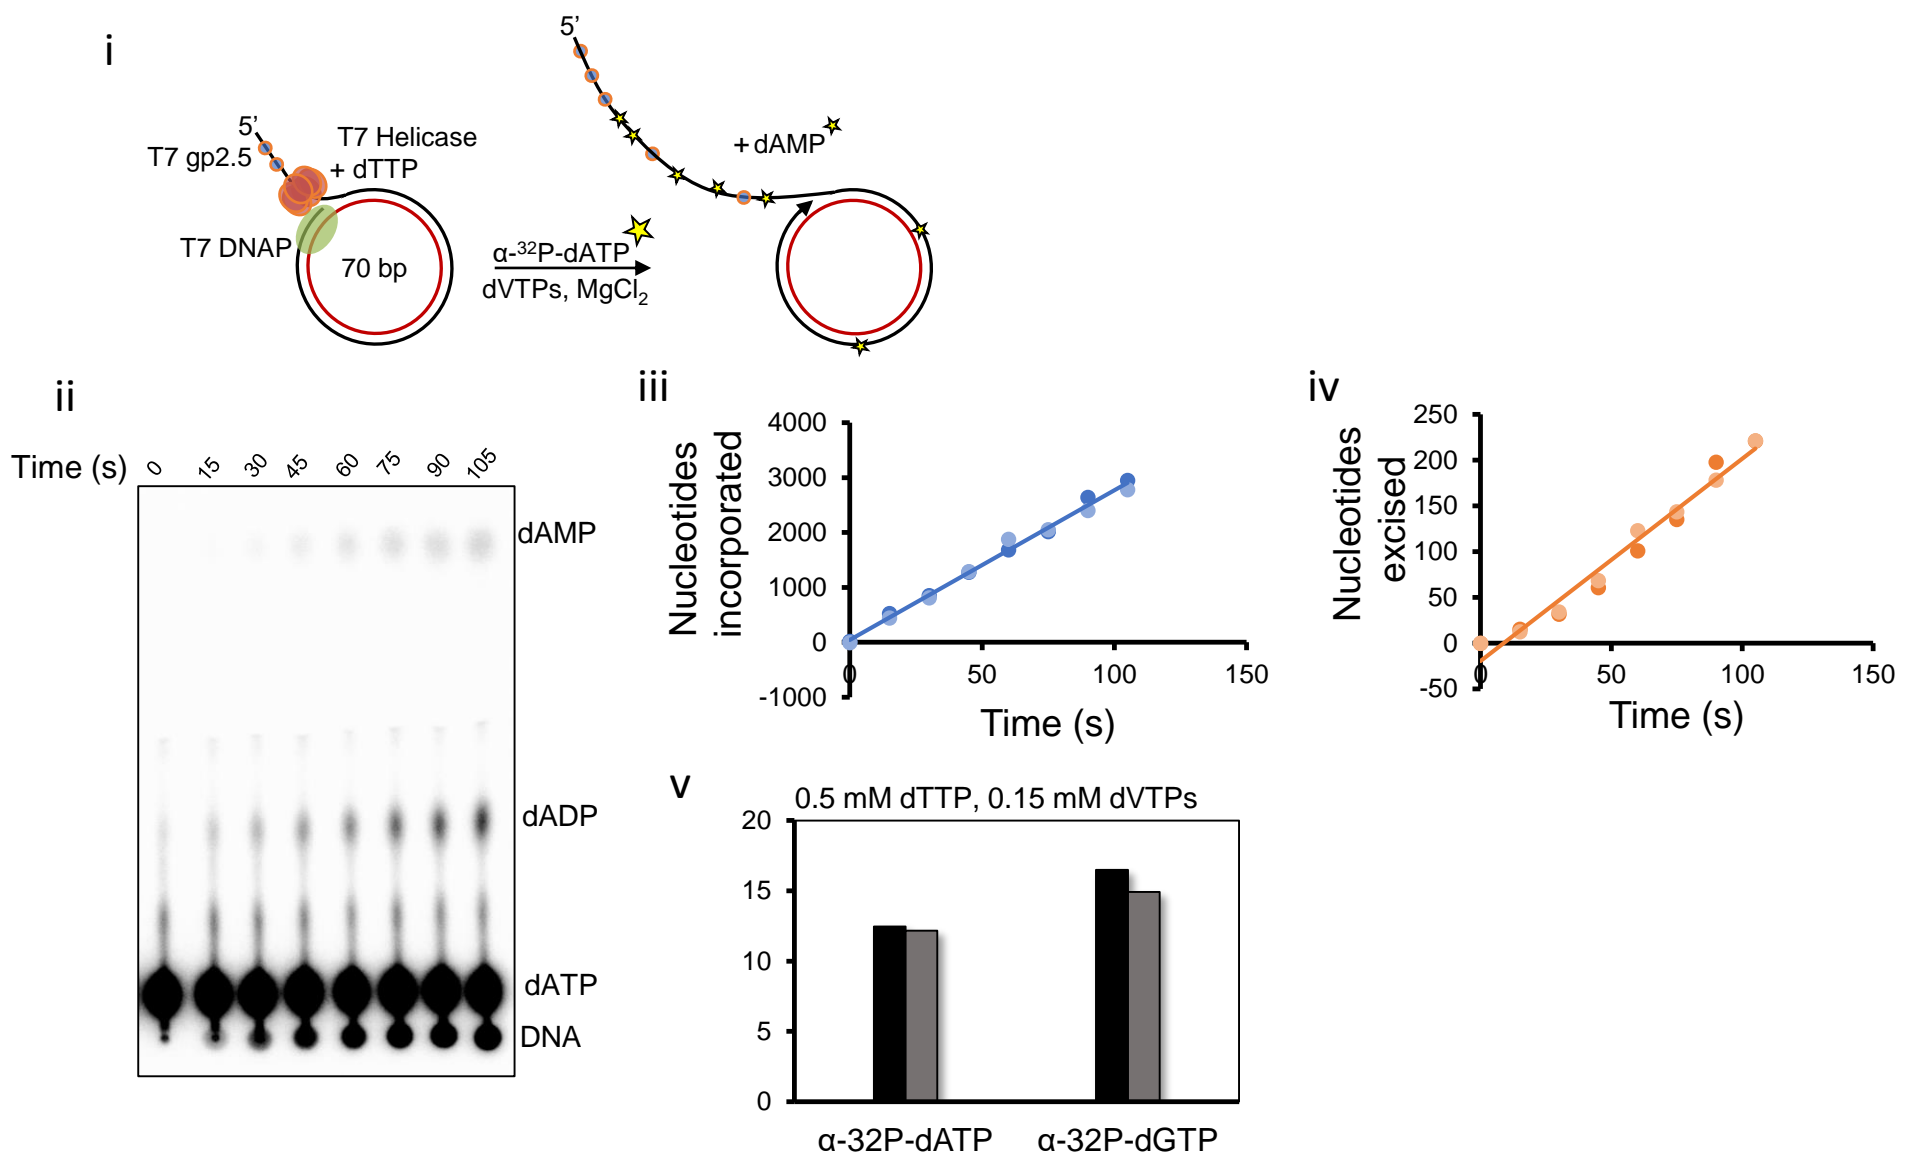 i
5’
T7 gp2.5
T7 Helicase
+ dTTP
T7 DNAP
70 bp
5’
+ dAMP
α-³²P-dATP
dVTPs, MgCl₂
ii
Time (s) 0 15 30 45 60 75 90 105
dAMP
dADP
dATP
DNA
iii
Nucleotides
incorporated
4000
3000
2000
1000
0
-1000
0 50 100 150
Time (s)
iv
Nucleotides
excised
250
200
150
100
50
0
-50
0 50 100 150
Time (s)
v
0.5 mM dTTP, 0.15 mM dVTPs
20
15
10
5
0
α-32P-dATP α-32P-dGTP